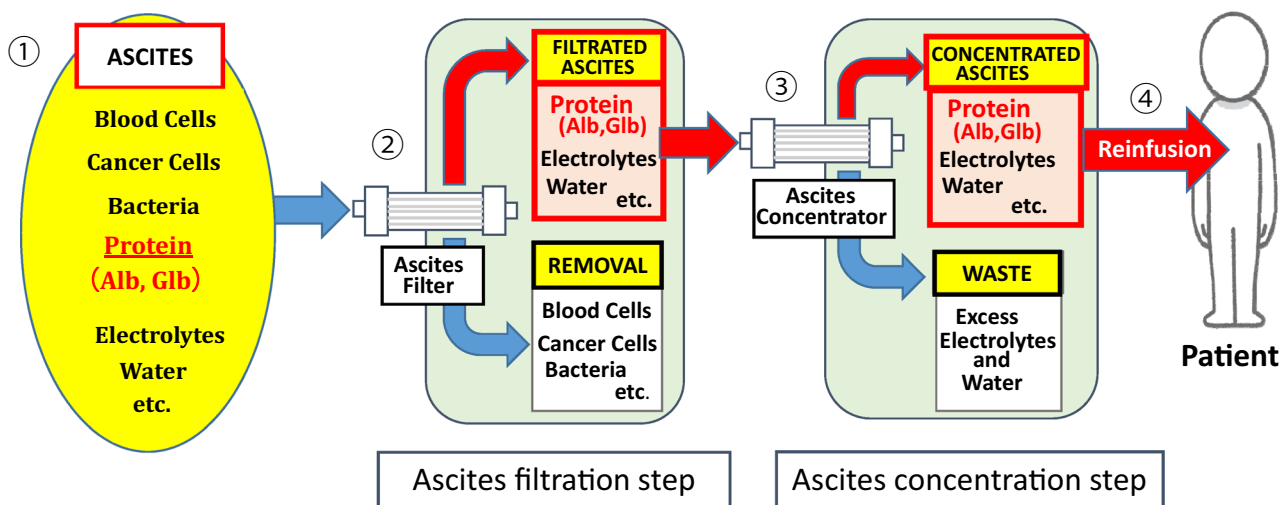 ①
ASCITES
Blood Cells
Cancer Cells
Bacteria
Protein
(Alb, Glb)
Electrolytes
Water
etc.
②
Ascites
Filter
FILTRATED
ASCITES
Protein
(Alb,Glb)
Electrolytes
Water
etc.
REMOVAL
Blood Cells
Cancer Cells
Bacteria
etc.
Ascites filtration step
③
Ascites
Concentrator
CONCENTRATED
ASCITES
Protein
(Alb,Glb)
Electrolytes
Water
etc.
WASTE
Excess
Electrolytes
and
Water
Ascites concentration step
④
Reinfusion
Patient